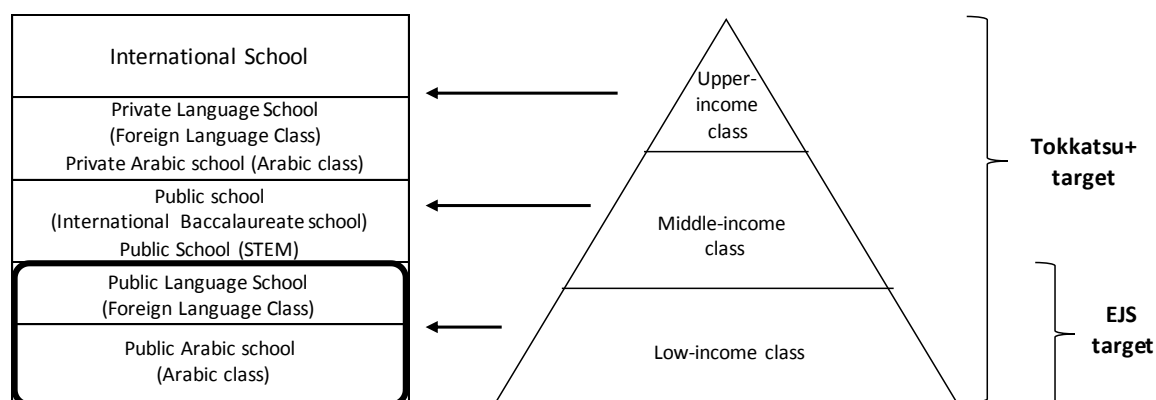 International School
Private Language School
(Foreign Language Class)
Private Arabic school (Arabic class)
Public school
(International Baccalaureate school)
Public School (STEM)
Public Language School
(Foreign Language Class)
Public Arabic school
(Arabic class)
Upper-
income
class
Middle-income
class
Low-income class
Tokkatsu+
target
EJS
target